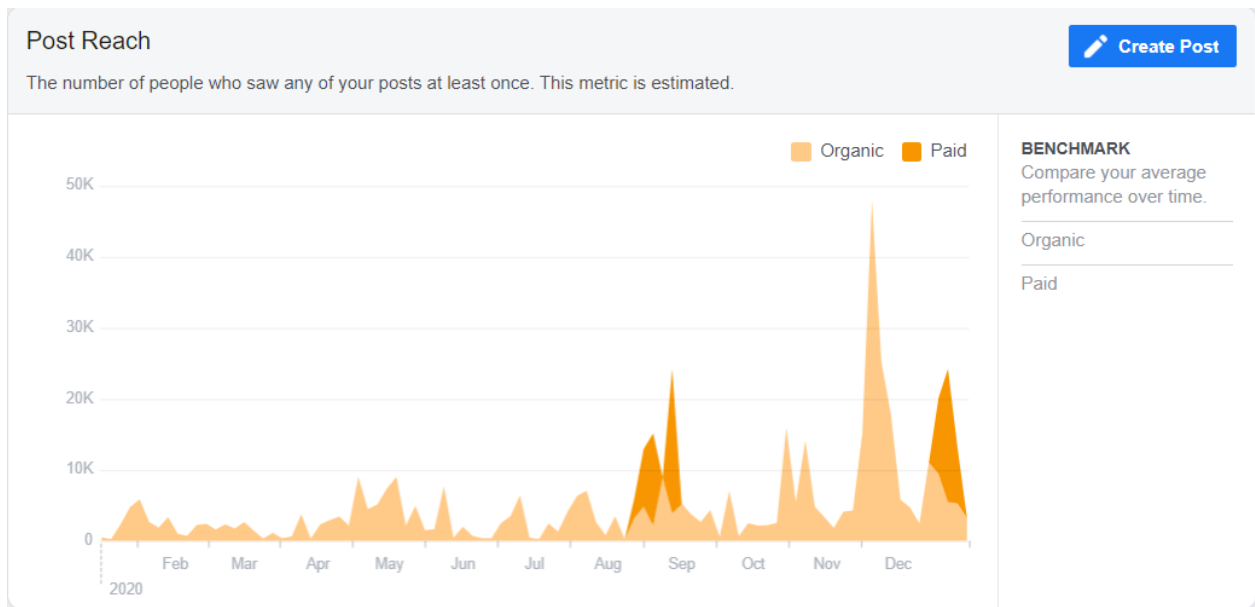 Post Reach
Create Post
The number of people who saw any of your posts at least once. This metric is estimated.
Organic
Paid
BENCHMARK
Compare your average
performance over time.
Organic
Paid
50K
40K
30K
20K
10K
0
Feb
Mar
Apr
May
Jun
Jul
Aug
Sep
Oct
Nov
Dec
2020